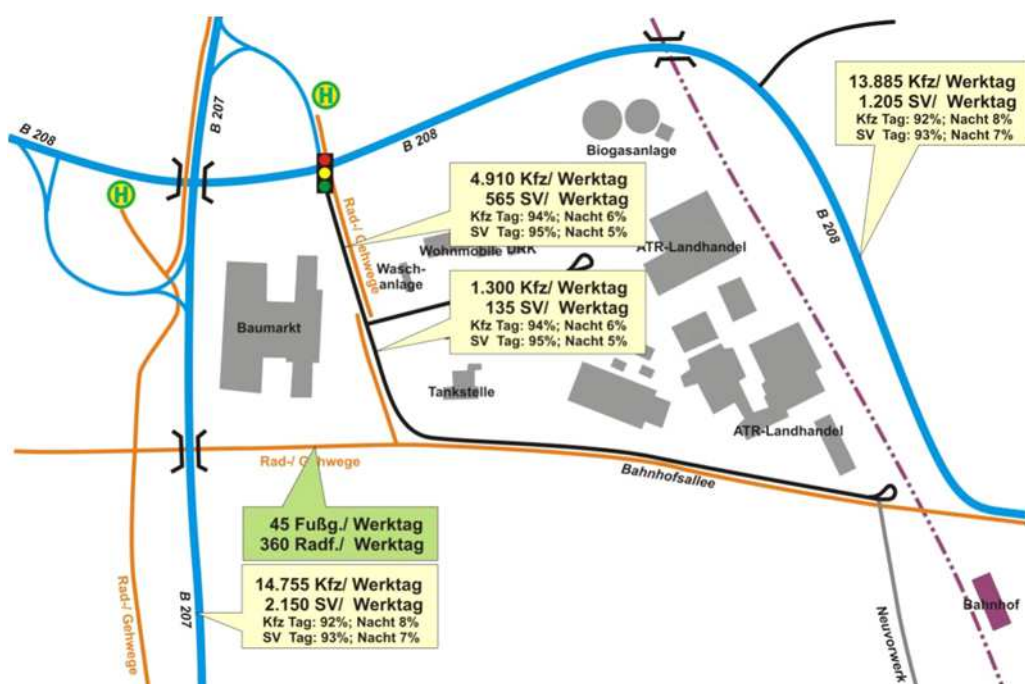 B 207
B 208
H
B 208
H
13.885 Kfz/ Werktag
1.205 SV/ Werktag
Kfz Tag: 92%; Nacht 8%
SV Tag: 93%; Nacht 7%
Biogasanlage
4.910 Kfz/ Werktag
565 SV/ Werktag
Kfz Tag: 94%; Nacht 6%
SV Tag: 95%; Nacht 5%
Rad-/ Gehwege
Wohnmobile
DRK
ATR-Landhandel
B 208
Wasch-
anlage
1.300 Kfz/ Werktag
135 SV/ Werktag
Kfz Tag: 94%; Nacht 6%
SV Tag: 95%; Nacht 5%
Baumarkt
Tankstelle
ATR-Landhandel
Rad-/ Gehwege
Bahnhofsallee
45 Fußg./ Werktag
360 Radf./ Werktag
14.755 Kfz/ Werktag
2.150 SV/ Werktag
Kfz Tag: 92%; Nacht 8%
SV Tag: 93%; Nacht 7%
Rad-/ Gehwege
B 207
Neuvorwerk
Bahnhof